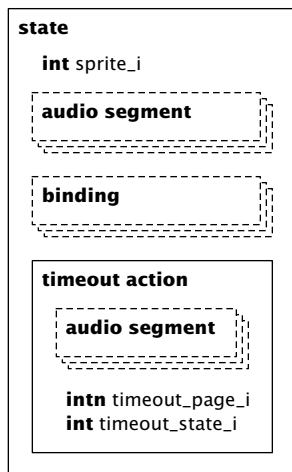 state
int sprite_i
audio segment
binding
timeout action
audio segment
intn timeout_page_i
int timeout_state_i